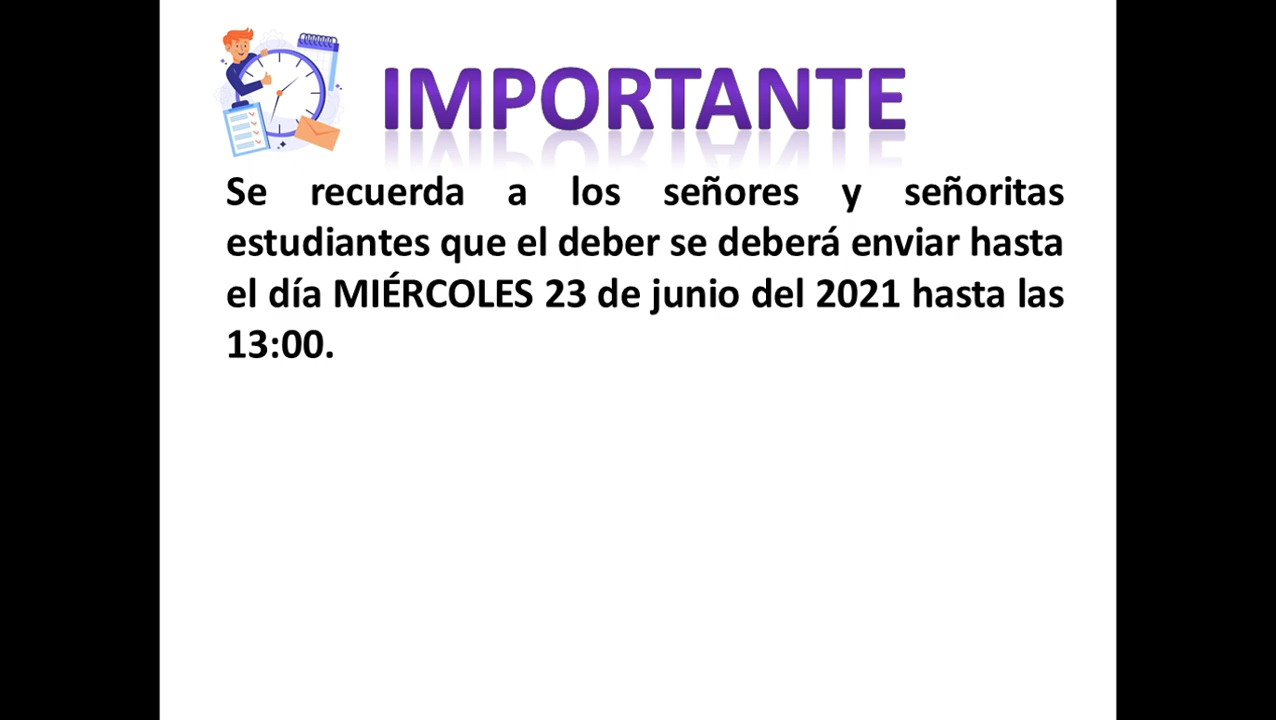 IMPORTANTE
Se recuerda a los señores y señoritas
estudiantes que el deber se deberá enviar hasta
el día MIÉRCOLES 23 de junio del 2021 hasta las
13:00.